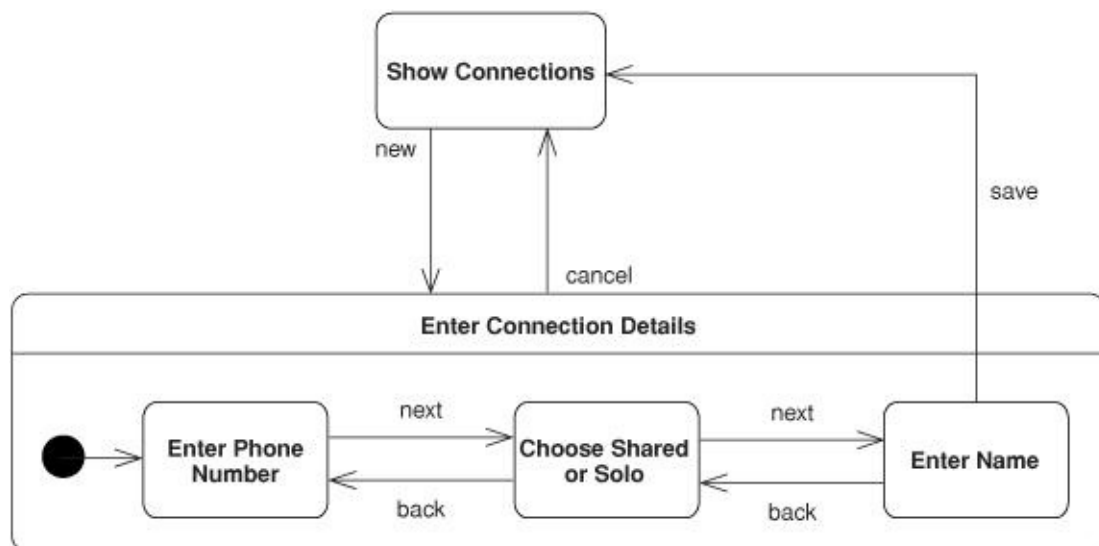 Show Connections
new
save
cancel
Enter Connection Details
next
next
Enter Phone
Number
Choose Shared
or Solo
Enter Name
back
back